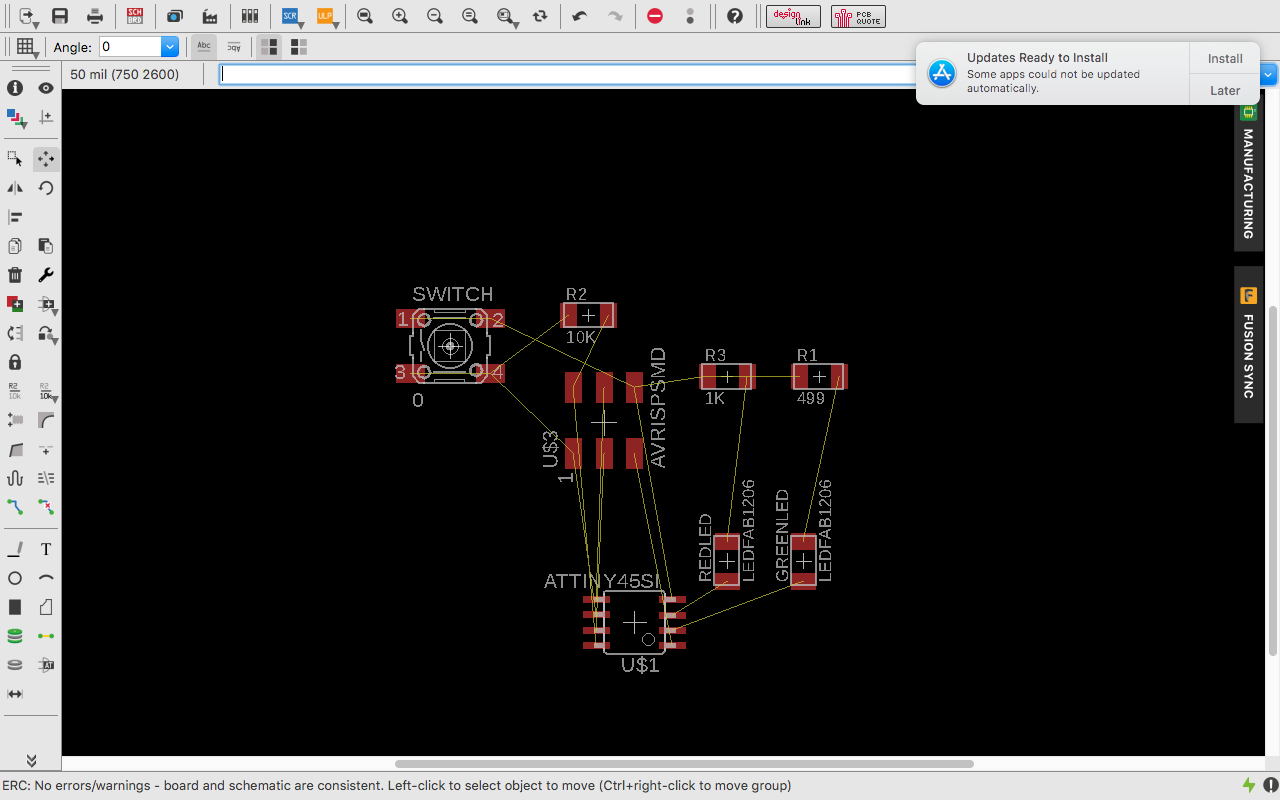 SCH
BRD
SCR
ULP
design
link
PCB
QUOTE
Angle: 0
Abc
Abc
50 mil (750 2600)
Updates Ready to Install
Some apps could not be updated
automatically.
Install
Later
MANUFACTURING
F
FUSION SYNC
R2
10k
R2
10k
T
AT
SWITCH
1
2
3
4
0
R2
10K
R3
1K
R1
499
AVRISPSMD
U$3
1
REDLED
LEDFAB1206
GREENLED
LEDFAB1206
ATTINY45SI
U$1
ERC: No errors/warnings - board and schematic are consistent. Left-click to select object to move (Ctrl+right-click to move group)